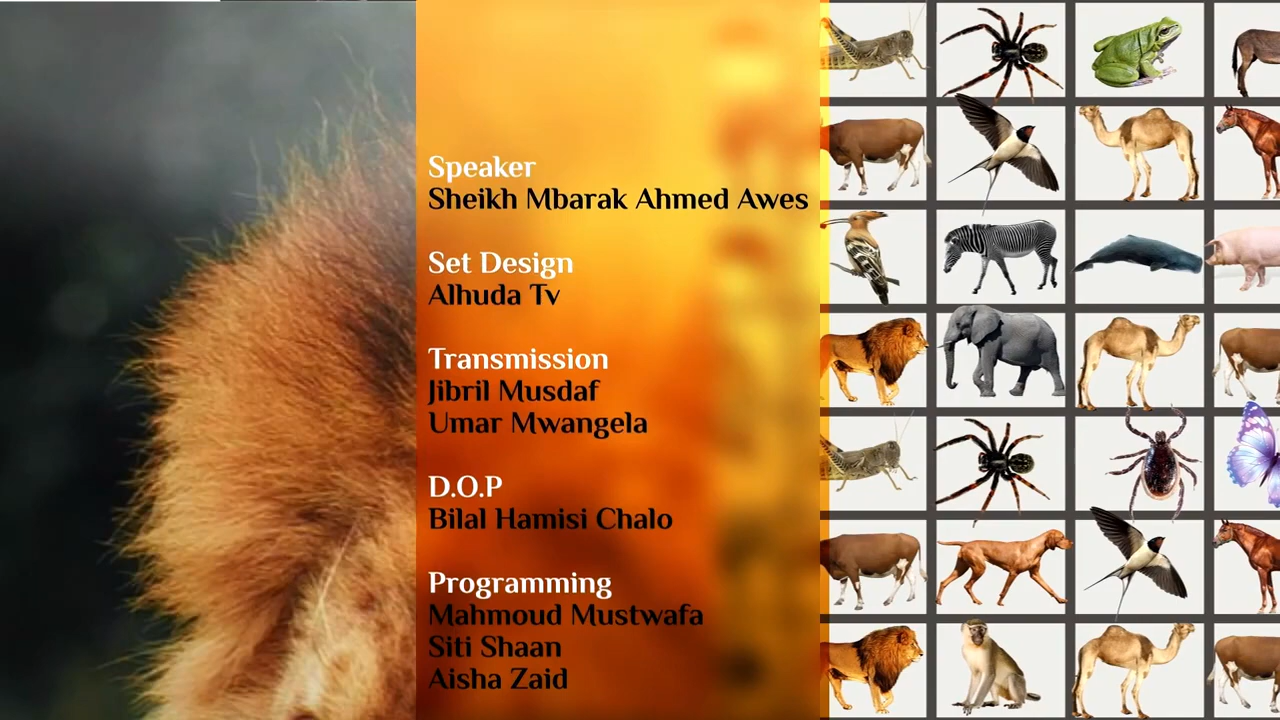 Speaker
Sheikh Mbarak Ahmed Awes
Set Design
Alhuda Tv
Transmission
Jibril Musdaf
Umar Mwangela
D.O.P
Bilal Hamisi Chalo
Programming
Mahmoud Mustwafa
Siti Shaan
Aisha Zaid